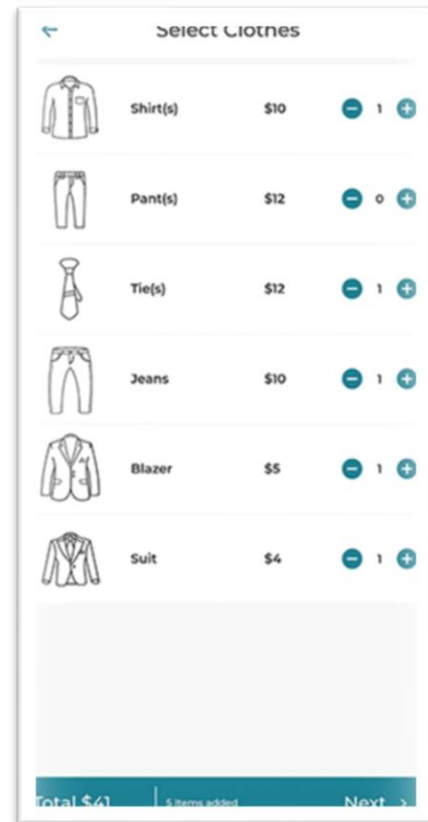 Select Clothes
Shirt(s) $10 1
Pant(s) $12 0
Tie(s) $12 1
Jeans $10 1
Blazer $5 1
Suit $4 1
Total $41 5 Items added Next >